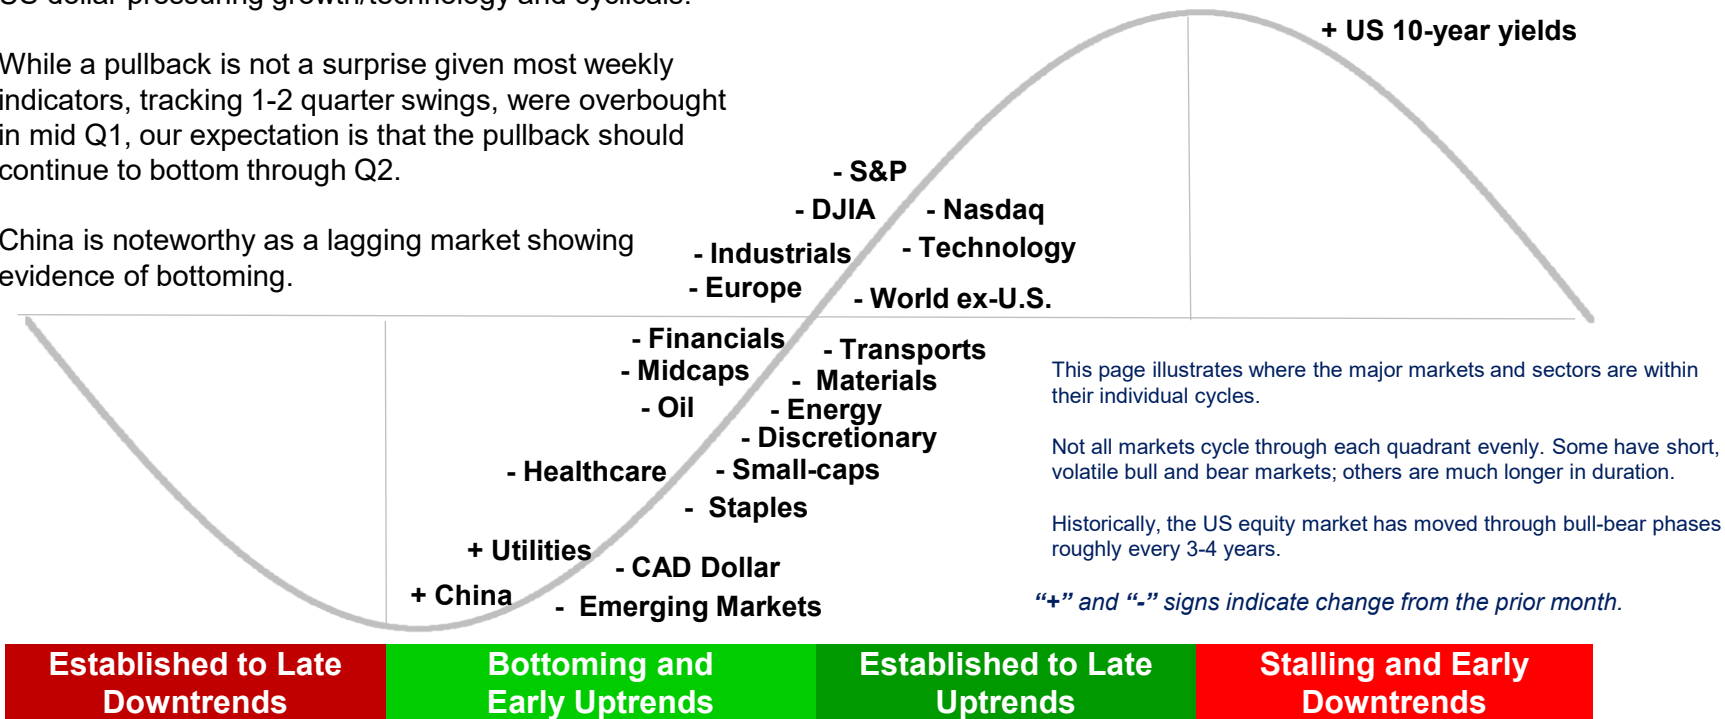 US dollar pressuring growth/technology and cyclicals.
While a pullback is not a surprise given most weekly
indicators, tracking 1-2 quarter swings, were overbought
in mid Q1, our expectation is that the pullback should
continue to bottom through Q2.
China is noteworthy as a lagging market showing
evidence of bottoming.
+ US 10-year yields
- S&P
- DJIA
- Nasdaq
- Industrials
- Technology
- Europe
- World ex-U.S.
- Financials
- Transports
- Midcaps
- Materials
- Oil
- Energy
- Discretionary
- Healthcare
- Small-caps
- Staples
+ Utilities
- CAD Dollar
+ China
- Emerging Markets
This page illustrates where the major markets and sectors are within
their individual cycles.
Not all markets cycle through each quadrant evenly. Some have short,
volatile bull and bear markets; others are much longer in duration.
Historically, the US equity market has moved through bull-bear phases
roughly every 3-4 years.
“+” and “-” signs indicate change from the prior month.
Established to Late
Downtrends
Bottoming and
Early Uptrends
Established to Late
Uptrends
Stalling and Early
Downtrends